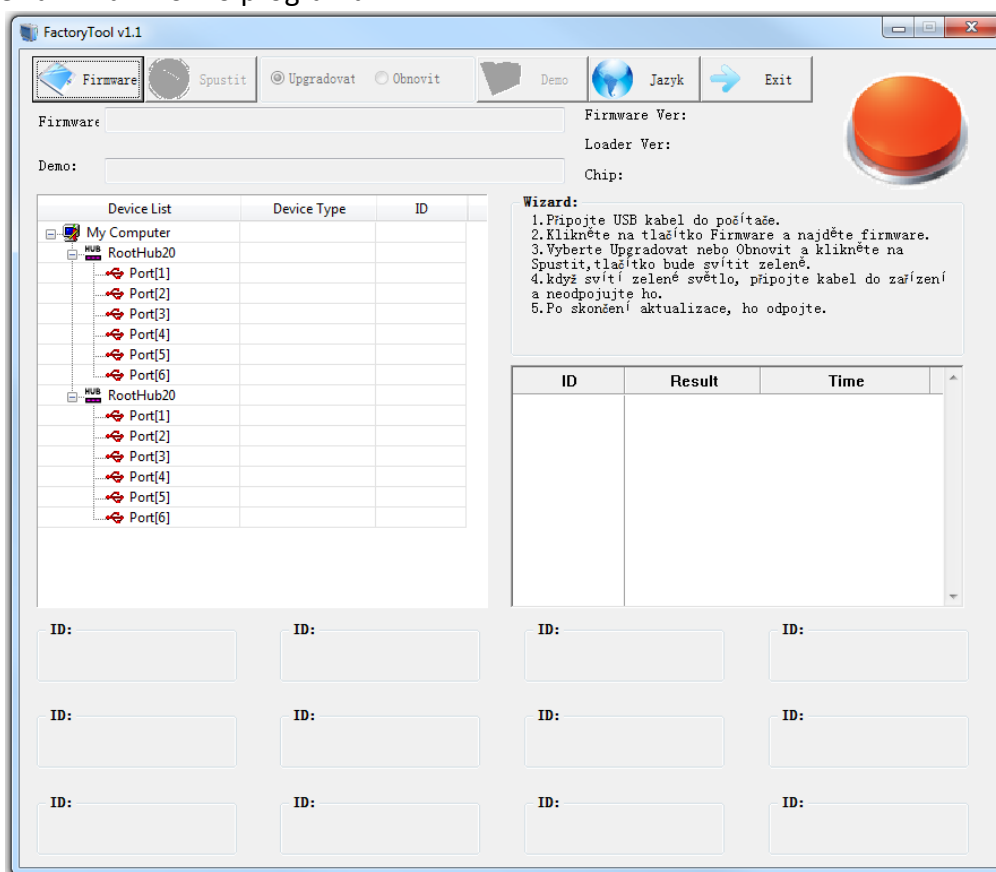 FactoryTool v1.1
Firmware Spustit Upgradovat Obnovit Demo Jazyk Exit
Firmware
Firmware Ver:
Loader Ver:
Demo:
Chip:
Device List Device Type ID
My Computer
HUB RootHub20
Port[1]
Port[2]
Port[3]
Port[4]
Port[5]
Port[6]
HUB RootHub20
Port[1]
Port[2]
Port[3]
Port[4]
Port[5]
Port[6]
Wizard:
1.Připojte USB kabel do počítače.
2.Klikněte na tlačítko Firmware a najděte firmware.
3.Vyberte Upgradovat nebo Obnovit a klikněte na
Spustit,tlačítko bude svítit zeleně.
4.když svítí zelené světlo, připojte kabel do zařízení
a neodpojujte ho.
5.Po skončení aktualizace, ho odpojte.
ID Result Time
ID: ID: ID: ID:
ID: ID: ID: ID:
ID: ID: ID: ID: